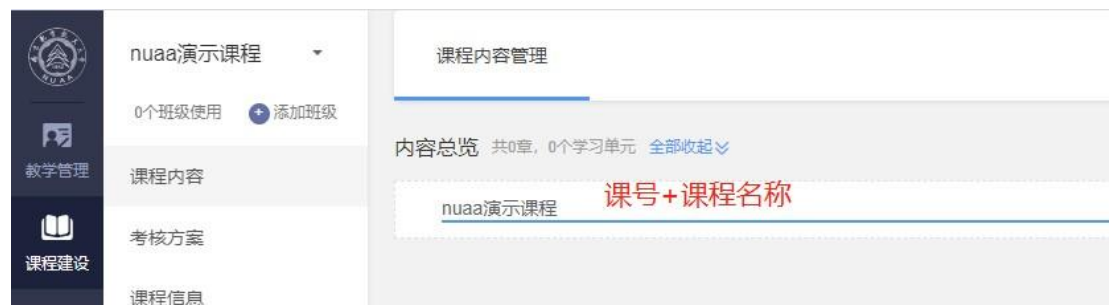 NUAA
教学管理
课程建设
nuaa演示课程
0个班级使用 添加班级
课程内容
考核方案
课程信息
课程内容管理
内容总览 共0章, 0个学习单元 全部收起
nuaa演示课程 课号+课程名称